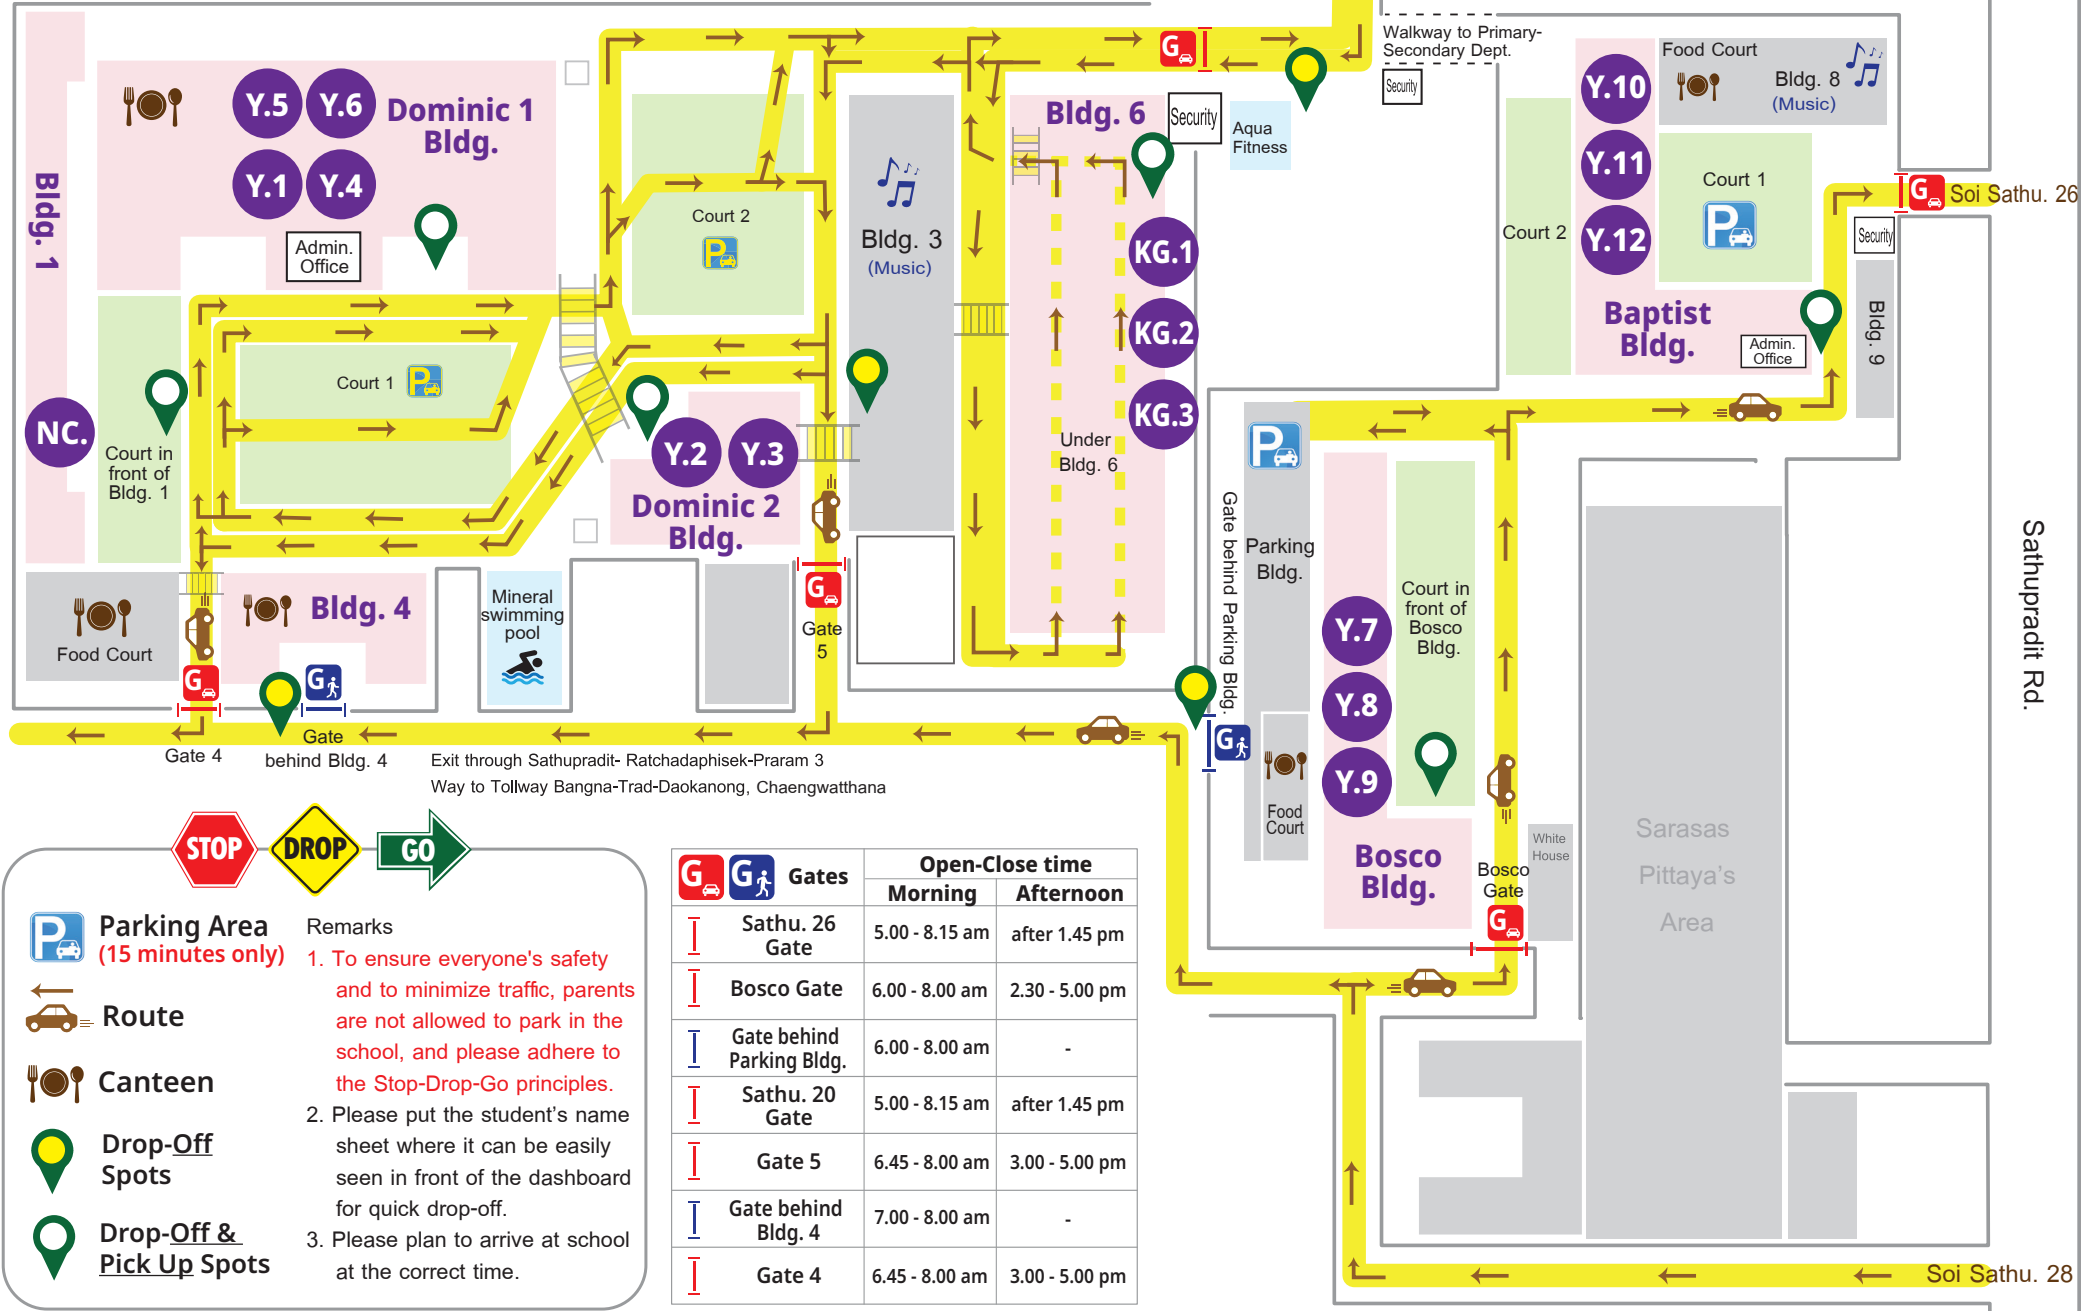 Walkway to Primary-
Secondary Dept.
Security
G
Food Court
Bldg. 8
(Music)
Y.10
Y.11
Y.12
Court 1
P
Court 2
Baptist
Bldg.
Admin.
Office
G
Soi Sathu. 26
Security
Bldg. 9
Bldg. 1
Y.5
Y.6
Dominic 1
Bldg.
Y.1
Y.4
Admin.
Office
Court 2
P
Bldg. 3
(Music)
Bldg. 6
Security
Aqua
Fitness
KG.1
KG.2
KG.3
Under
Bldg. 6
NC.
Court in
front of
Bldg. 1
Court 1
P
Y.2
Y.3
Dominic 2
Bldg.
Food Court
Bldg. 4
Mineral
swimming
pool
G
Gate
5
G
Gate 4
G
Gate
behind Bldg. 4
Exit through Sathupradit- Ratchadaphisek-Praram 3
Way to Tollway Bangna-Trad-Daokanong, Chaengwatthana
Gate behind Parking Bldg.
G
P
Parking
Bldg.
Food
Court
Y.7
Y.8
Y.9
Court in
front of
Bosco
Bldg.
Bosco
Bldg.
Bosco
Gate
G
White
House
Sarasas
Pittaya's
Area
Sathupradit Rd.
Soi Sathu. 28
STOP
DROP
GO
P
Parking Area
(15 minutes only)
Route
Canteen
Drop-Off
Spots
Drop-Off &
Pick Up Spots
Remarks
1. To ensure everyone's safety
and to minimize traffic, parents
are not allowed to park in the
school, and please adhere to
the Stop-Drop-Go principles.
2. Please put the student's name
sheet where it can be easily
seen in front of the dashboard
for quick drop-off.
3. Please plan to arrive at school
at the correct time.
G G Gates Open-Close time
Morning Afternoon
Sathu. 26
Gate 5.00 - 8.15 am after 1.45 pm
Bosco Gate 6.00 - 8.00 am 2.30 - 5.00 pm
Gate behind
Parking Bldg. 6.00 - 8.00 am -
Sathu. 20
Gate 5.00 - 8.15 am after 1.45 pm
Gate 5 6.45 - 8.00 am 3.00 - 5.00 pm
Gate behind
Bldg. 4 7.00 - 8.00 am -
Gate 4 6.45 - 8.00 am 3.00 - 5.00 pm